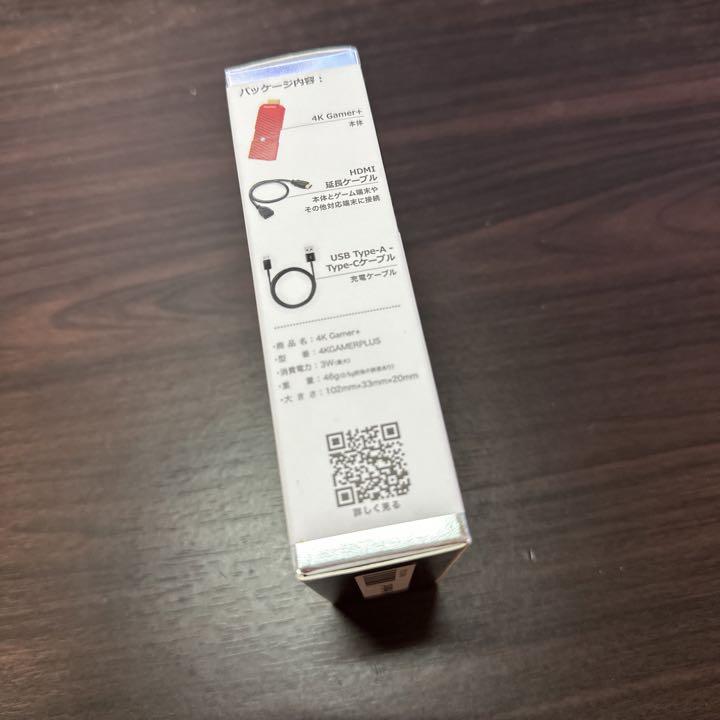 パッケージ内容：
4K Gamer+
本体
HDMI
延長ケーブル
本体とゲーム端末や
その他対応端末に接続
USB Type-A -
Type-Cケーブル
充電ケーブル
・商品名：4K Gamer+
・型番：4KGAMERPLUS
・消費電力：3W(最大)
・重量：46g
・大きさ：102mm×33mm×20mm
詳しく見る